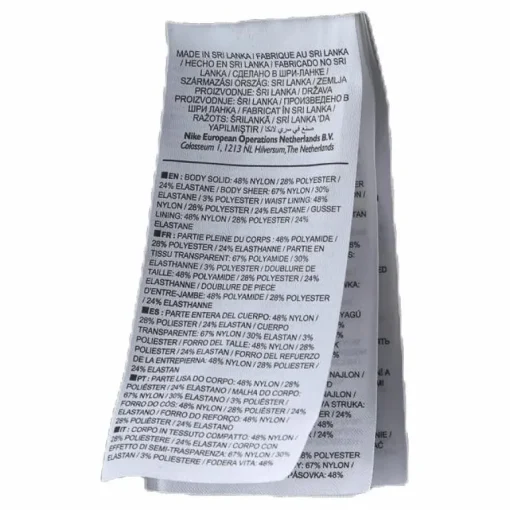 MADE IN SRI LANKA / FABRIQUE AU SRI LANKA
/ HECHO EN SRI LANKA / FABRICADO NO SRI
LANKA / СДЕЛАНО В ШРИ-ЛАНКЕ /
SZÁRMAZÁSI ORSZÁG: SRÍ LANKA / ZEMLJA
PROIZVODNJE: ŠRI LANKA / DRŽAVA
PROIZVODNJE: ŠRI LANKA / ПРОИЗВЕДЕНО В
ШРИ ЛАНКА / FABRICAT ÎN SRI LANKA /
RAŽOTS: ŠRILANKĀ / SRI LANKA 'DA
YAPILMIŞTIR / صنع في سري لانكا
Nike European Operations Netherlands B.V.
Colosseum 1, 1213 NL Hilversum, The Netherlands
EN : BODY SOLID: 48% NYLON / 28% POLYESTER /
24% ELASTANE / BODY SHEER: 67% NYLON / 30%
ELASTANE / 3% POLYESTER / WAIST LINING: 48%
NYLON / 28% POLYESTER / 24% ELASTANE / GUSSET
LINING: 48% NYLON / 28% POLYESTER / 24%
ELASTANE
FR : PARTIE PLEINE DU CORPS : 48% POLYAMIDE /
28% POLYESTER / 24% ELASTHANNE / PARTIE EN
TISSU TRANSPARENT: 67% POLYAMIDE / 30%
ELASTHANNE / 3% POLYESTER / DOUBLURE DE
TAILLE: 48% POLYAMIDE / 28% POLYESTER / 24%
ELASTHANNE / DOUBLURE DE PIECE
D'ENTRE-JAMBE: 48% POLYAMIDE / 28% POLYESTER
/ 24% ELASTHANNE
ES : PARTE ENTERA DEL CUERPO: 48% NYLON /
28% POLIESTER / 24% ELASTAN / CUERPO
TRANSPARENTE: 67% NYLON / 30% ELASTAN / 3%
POLIESTER / FORRO DEL TALLE: 48% NYLON / 28%
POLIESTER / 24% ELASTAN / FORRO DEL REFUERZO
DE LA ENTREPIERNA: 48% NYLON / 28% POLIESTER /
24% ELASTAN
PT : PARTE LISA DO CORPO: 48% NYLON / 28%
POLIÉSTER / 24% ELASTANO / MALHA DO CORPO:
67% NYLON / 30% ELASTANO / 3% POLIÉSTER /
FORRO DO CÓS: 48% NYLON / 28% POLIÉSTER / 24%
ELASTANO / FORRO DO REFORÇO: 48% NYLON /
28% POLIÉSTER / 24% ELASTANO
IT : CORPO IN TESSUTO COMPATTO: 48% NYLON /
28% POLIESTERE / 24% ELASTAN / CORPO CON
EFFETTO DI SEMI-TRASPARENZA: 67% NYLON / 30%
ELASTAN / 3% POLIESTERE / FODERA VITA: 48%